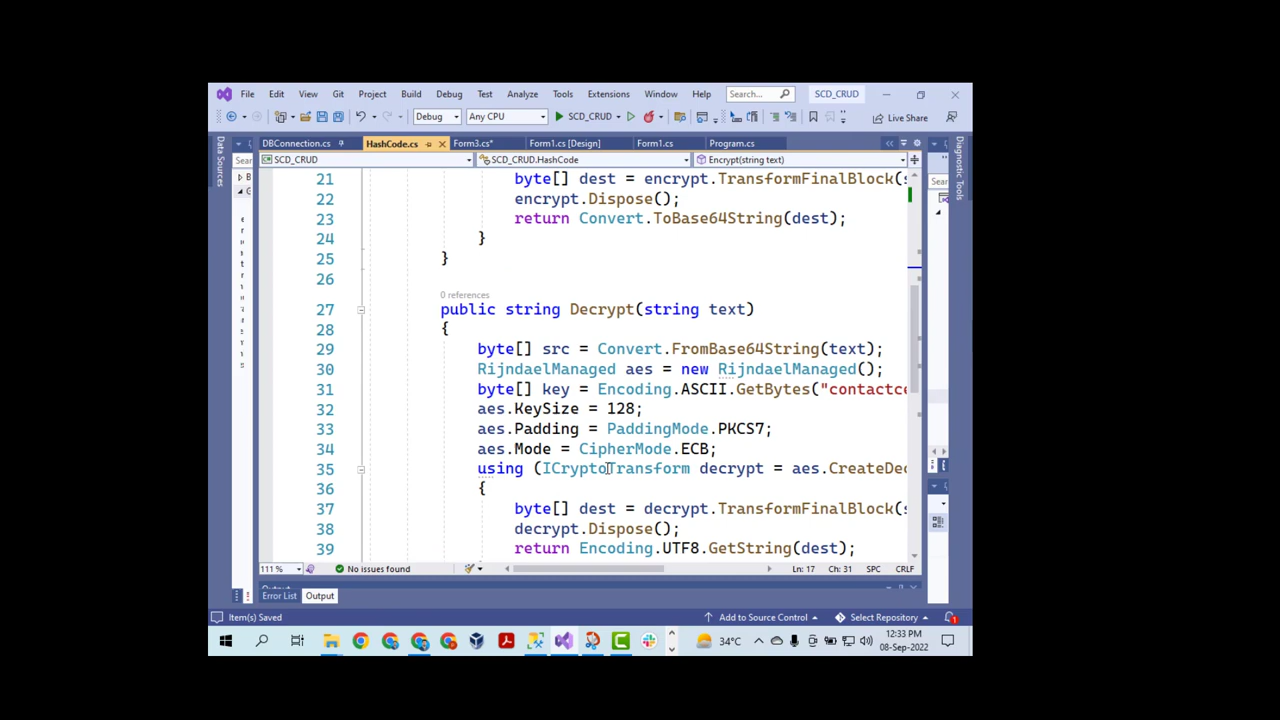 File Edit View Git Project Build Debug Test Analyze Tools Extensions Window Help Search... SCD_CRUD
Debug Any CPU SCD_CRUD Live Share
DBConnection.cs HashCode.cs Form3.cs* Form1.cs [Design] Form1.cs Program.cs
SCD_CRUD SCD_CRUD.HashCode Encrypt(string text)
Data Sources
Diagnostic Tools
21 byte[] dest = encrypt.TransformFinalBlock(s
22 encrypt.Dispose();
23 return Convert.ToBase64String(dest);
24 }
25 }
26
0 references
27 public string Decrypt(string text)
28 {
29 byte[] src = Convert.FromBase64String(text);
30 RijndaelManaged aes = new RijndaelManaged();
31 byte[] key = Encoding.ASCII.GetBytes("contactce
32 aes.KeySize = 128;
33 aes.Padding = PaddingMode.PKCS7;
34 aes.Mode = CipherMode.ECB;
35 using (ICryptoTransform decrypt = aes.CreateDec
36 {
37 byte[] dest = decrypt.TransformFinalBlock(s
38 decrypt.Dispose();
39 return Encoding.UTF8.GetString(dest);
111 % No issues found Ln: 17 Ch: 31 SPC CRLF
Error List Output
Item(s) Saved Add to Source Control Select Repository 1
34°C 12:33 PM
08-Sep-2022